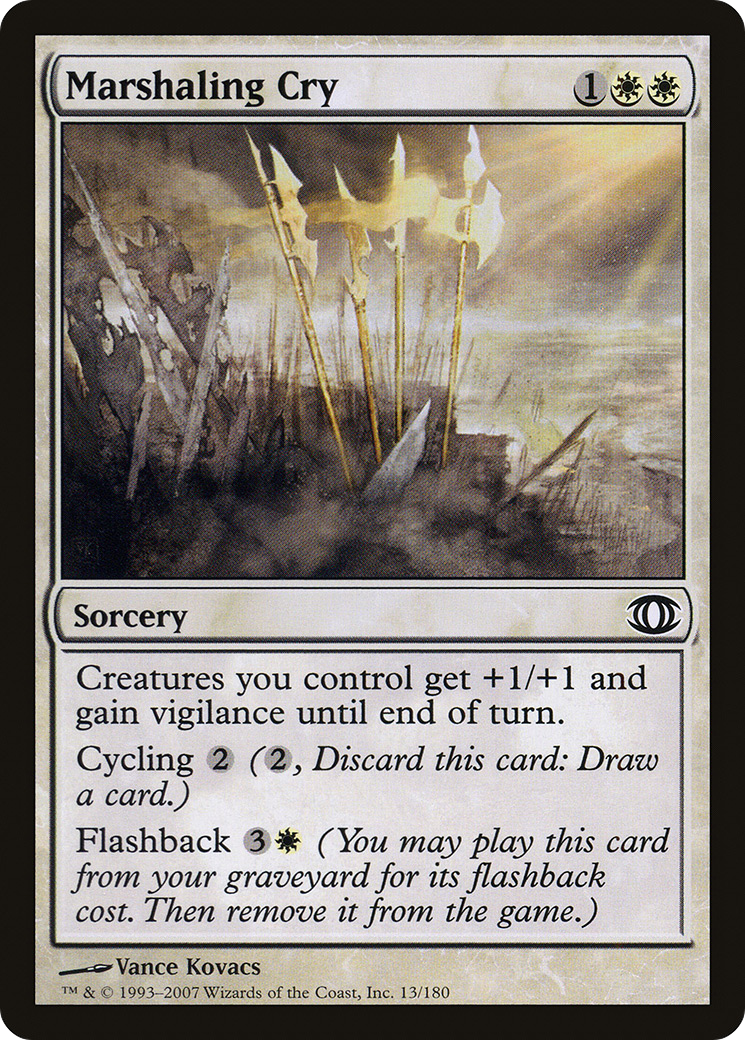 Marshaling Cry 1
Sorcery
Creatures you control get +1/+1 and
gain vigilance until end of turn.
Cycling 2 (2, Discard this card: Draw
a card.)
Flashback 3 (You may play this card
from your graveyard for its flashback
cost. Then remove it from the game.)
Vance Kovacs
™ & © 1993–2007 Wizards of the Coast, Inc. 13/180